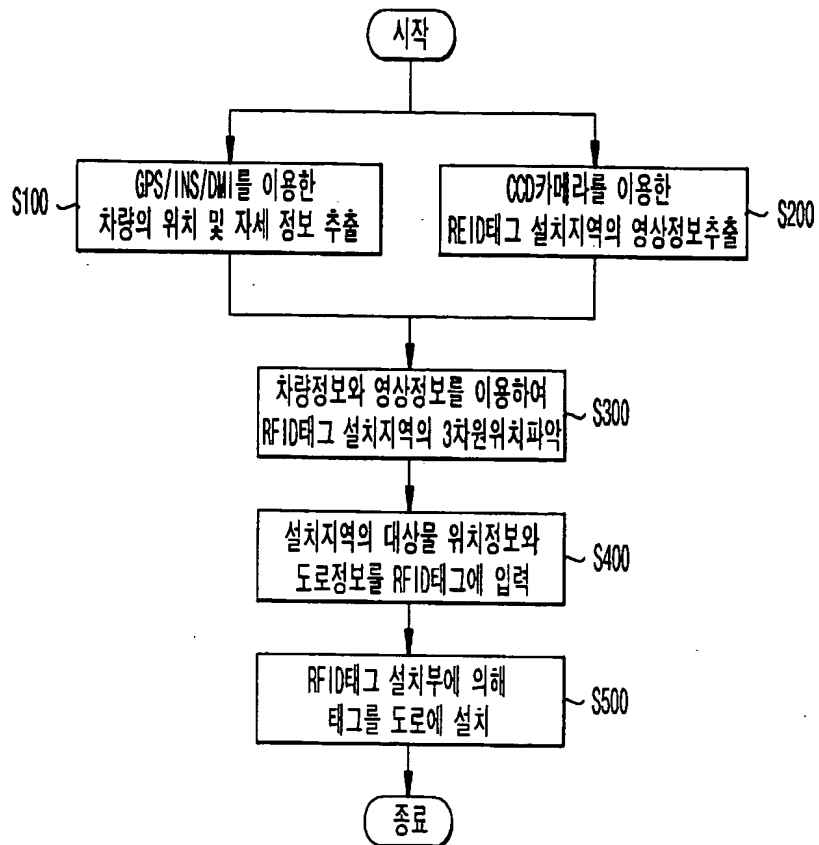 시작
S100
GPS/INS/DMI를 이용한
차량의 위치 및 자세 정보 추출
CCD카메라를 이용한
REID태그 설치지역의 영상정보추출
S200
차량정보와 영상정보를 이용하여
RFID태그 설치지역의 3차원위치파악
S300
설치지역의 대상물 위치정보와
도로정보를 RFID태그에 입력
S400
RFID태그 설치부에 의해
태그를 도로에 설치
S500
종료